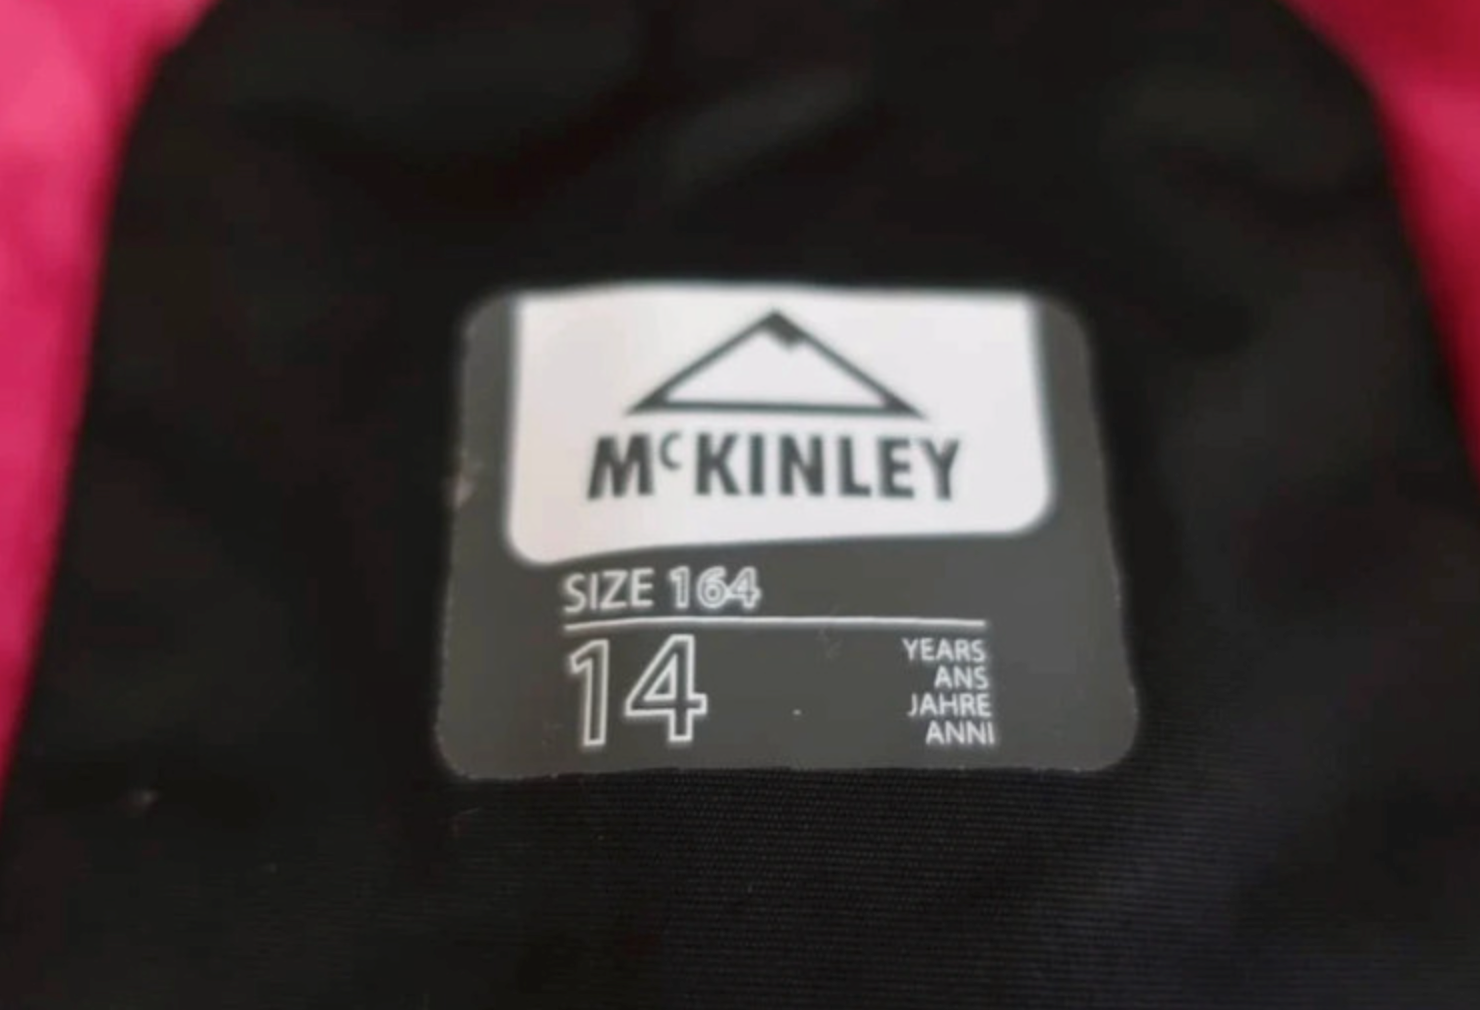 McKINLEY
SIZE 164
14
YEARS
ANS
JAHRE
ANNI